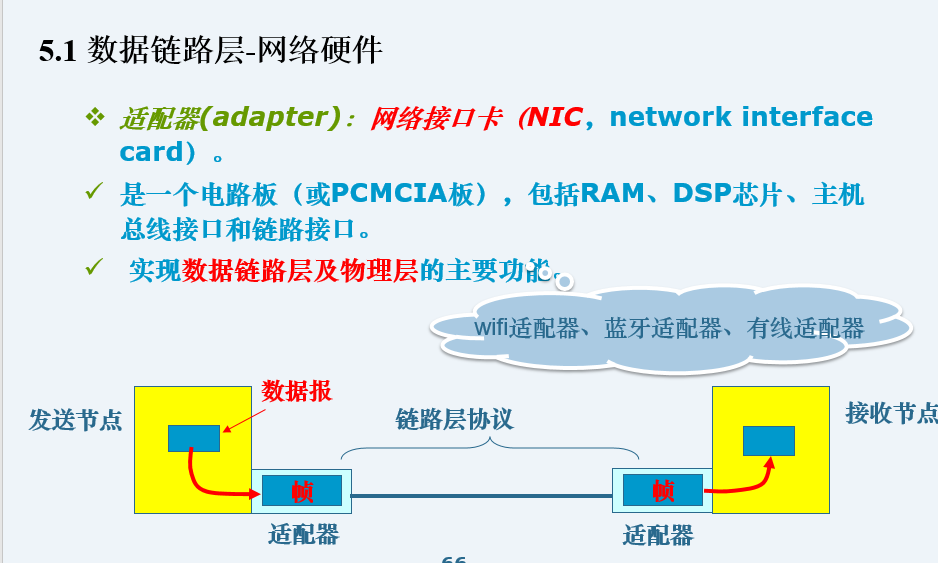 5.1 数据链路层-网络硬件
适配器(adapter)：网络接口卡（NIC，network interface
card）。
是一个电路板（或PCMCIA板），包括RAM、DSP芯片、主机
总线接口和链路接口。
实现数据链路层及物理层的主要功能。
wifi适配器、蓝牙适配器、有线适配器
数据报
发送节点
链路层协议
接收节点
帧
帧
适配器
适配器
66